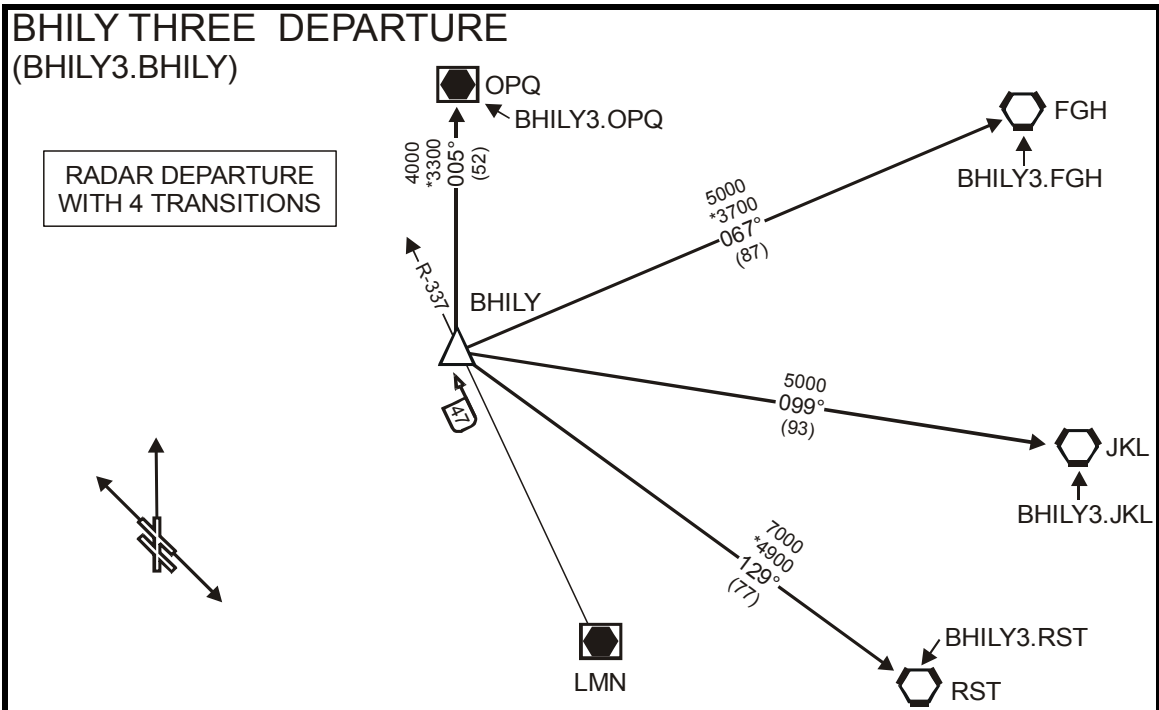 BHILY THREE DEPARTURE
(BHILY3.BHILY)
OPQ
BHILY3.OPQ
4000
*3300
005°
(52)
RADAR DEPARTURE
WITH 4 TRANSITIONS
FGH
BHILY3.FGH
5000
*3700
067°
(87)
R-337
BHILY
47
5000
099°
(93)
JKL
BHILY3.JKL
7000
*4900
129°
(77)
BHILY3.RST
RST
LMN